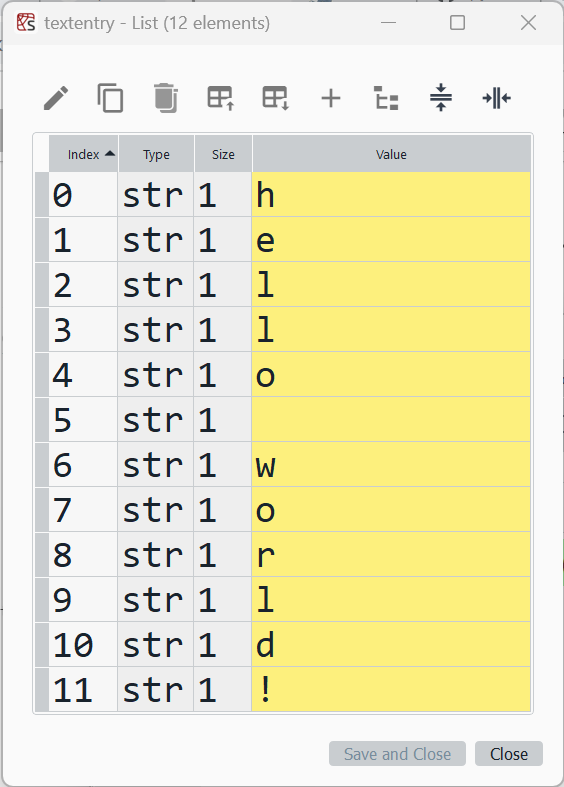 textentry - List (12 elements)
Index Type Size Value
0 str 1 h
1 str 1 e
2 str 1 l
3 str 1 l
4 str 1 o
5 str 1
6 str 1 w
7 str 1 o
8 str 1 r
9 str 1 l
10 str 1 d
11 str 1 !
Save and Close Close